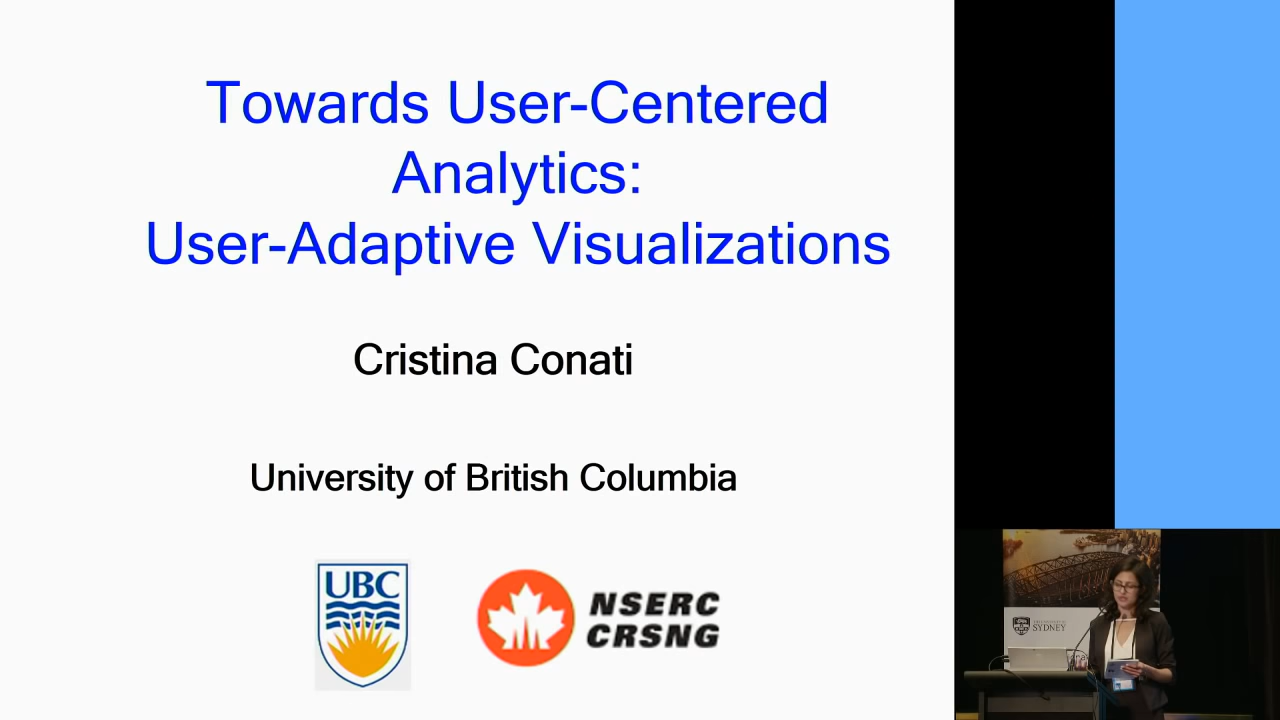 Towards User-Centered
Analytics:
User-Adaptive Visualizations
Cristina Conati
University of British Columbia
UBC
NSERC
CRSNG
SYDNEY